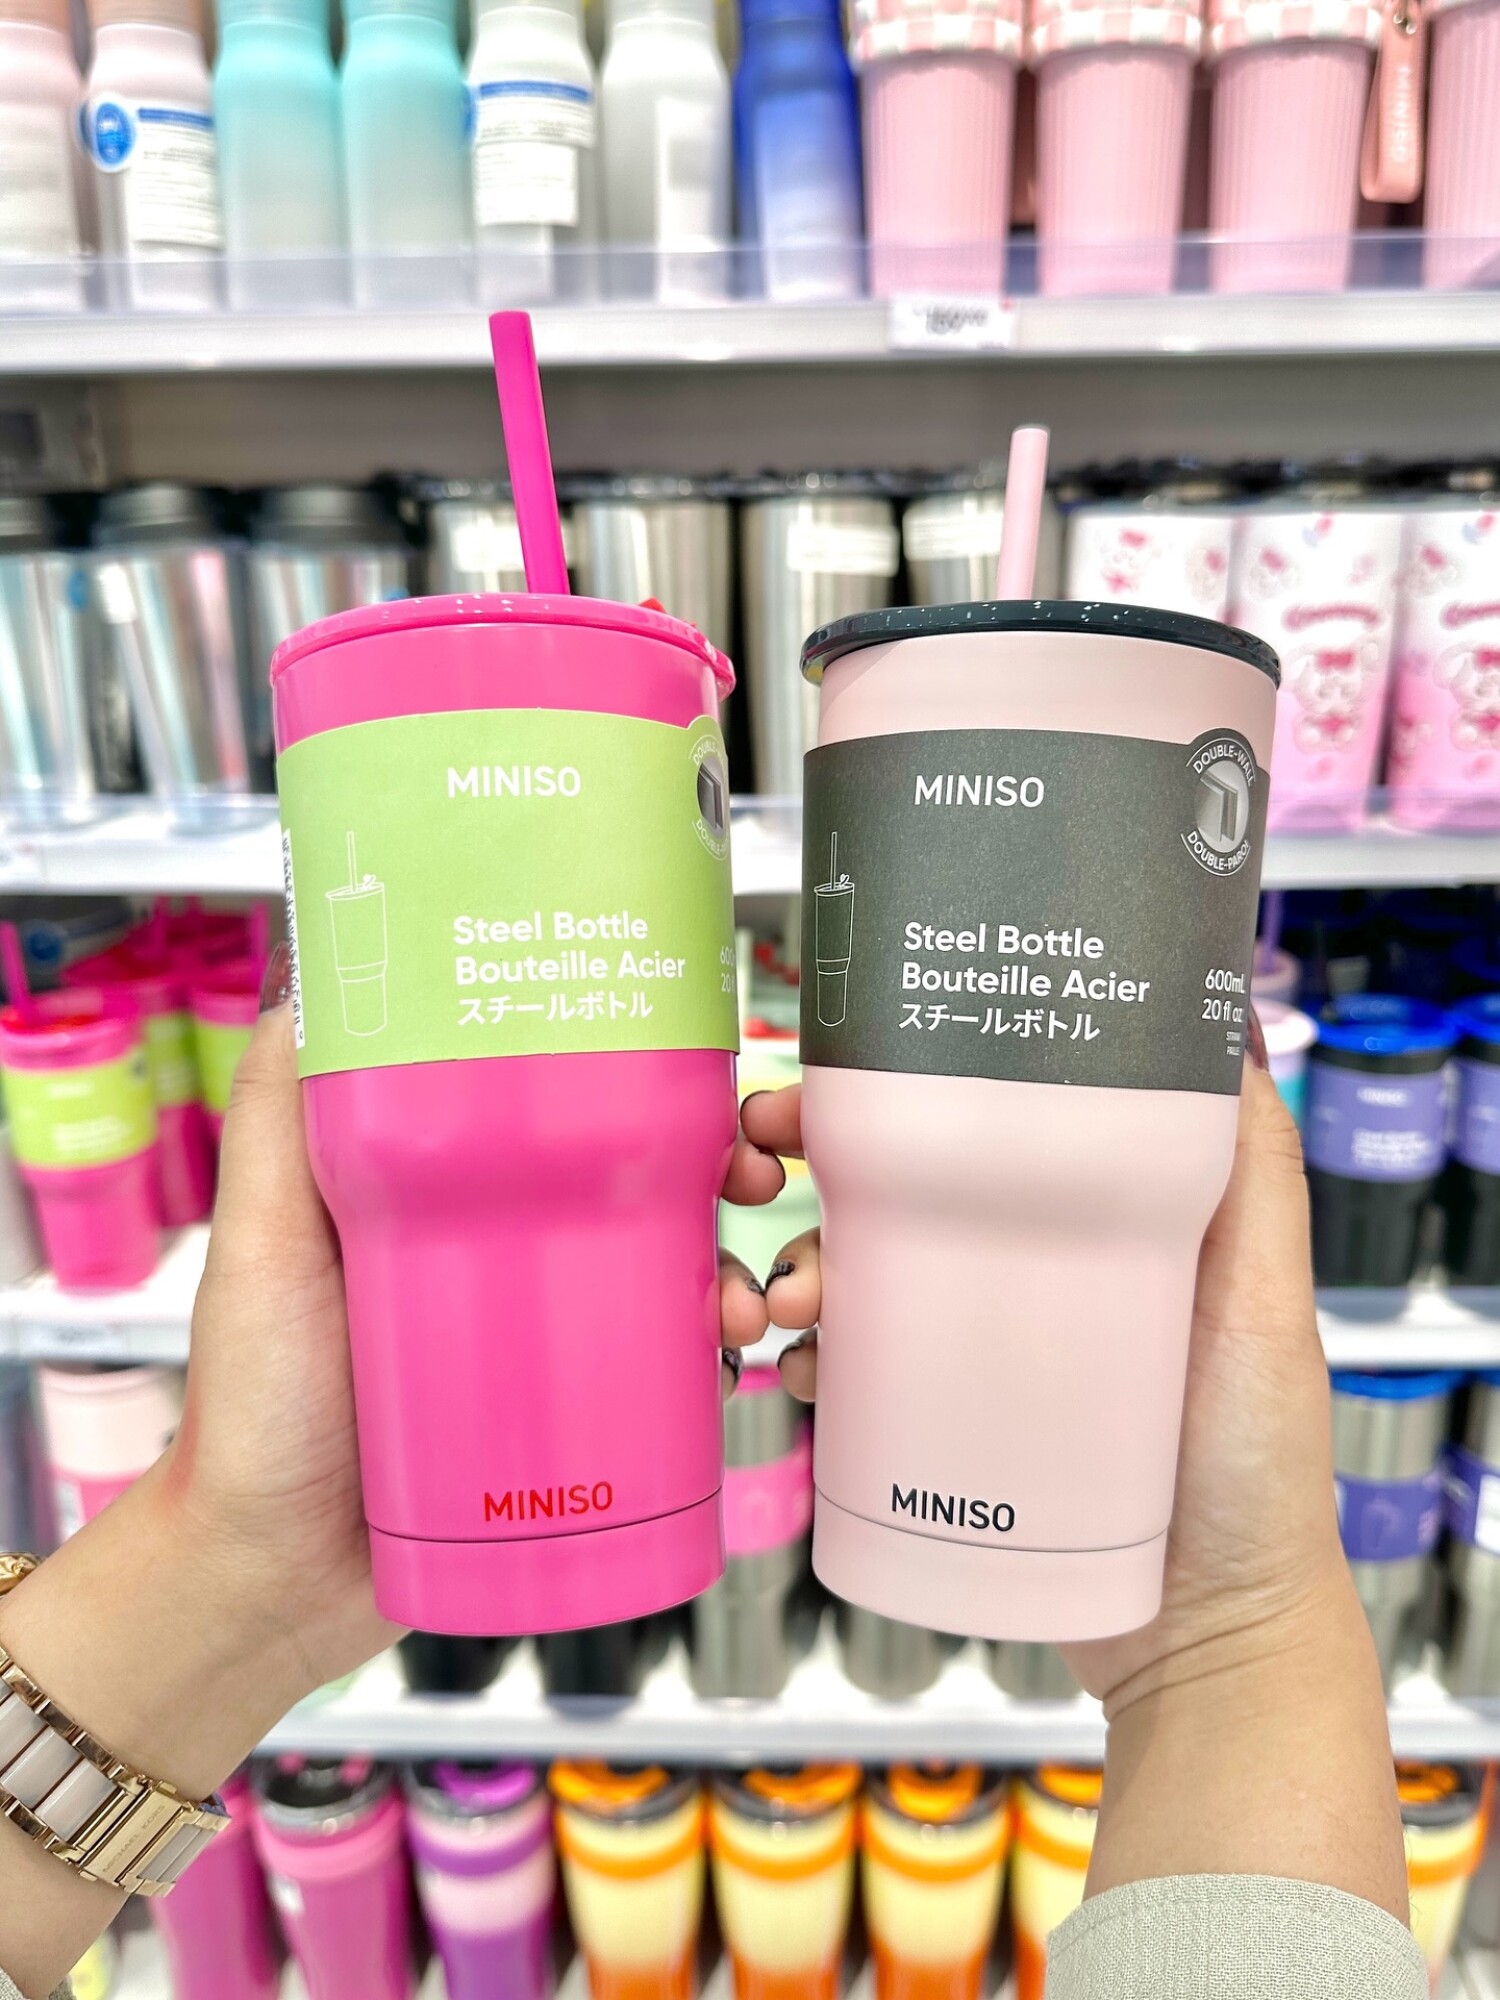 MINISO
MINISO
Steel Bottle
Bouteille Acier
スチールボトル
MINISO
MINISO
DOUBLE-WALL
DOUBLE-PAROI
Steel Bottle
Bouteille Acier
スチールボトル
600mL
20 fl oz
MINISO